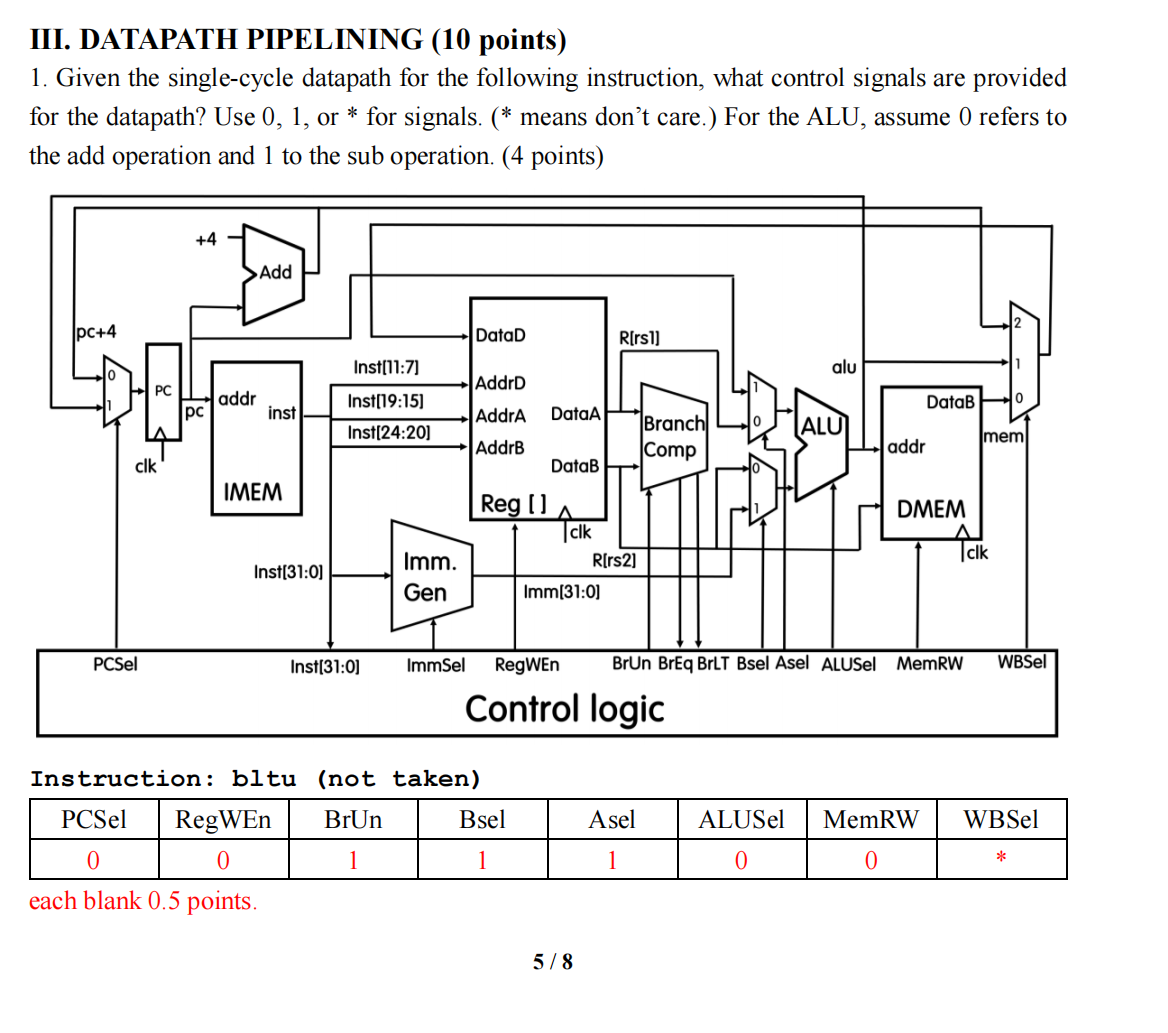 III. DATAPATH PIPELINING (10 points)
1. Given the single-cycle datapath for the following instruction, what control signals are provided
for the datapath? Use 0, 1, or * for signals. (* means don’t care.) For the ALU, assume 0 refers to
the add operation and 1 to the sub operation. (4 points)
+4
Add
pc+4
0
1
PC
clk
pc
addr
inst
IMEM
Inst[11:7]
Inst[19:15]
Inst[24:20]
Inst[31:0]
DataD
AddrD
AddrA DataA
AddrB
DataB
Reg [ ]
clk
Imm.
Gen
Imm[31:0]
R[rs1]
Branch
Comp
R[rs2]
1
0
0
1
ALU
alu
DataB
addr
DMEM
clk
mem
2
1
0
PCSel Inst[31:0] ImmSel RegWEn BrUn BrEq BrLT Bsel Asel ALUSel MemRW WBSel
Control logic
Instruction: bltu (not taken)
PCSel RegWEn BrUn Bsel Asel ALUSel MemRW WBSel
0 0 1 1 1 0 0 *
each blank 0.5 points.
5 / 8